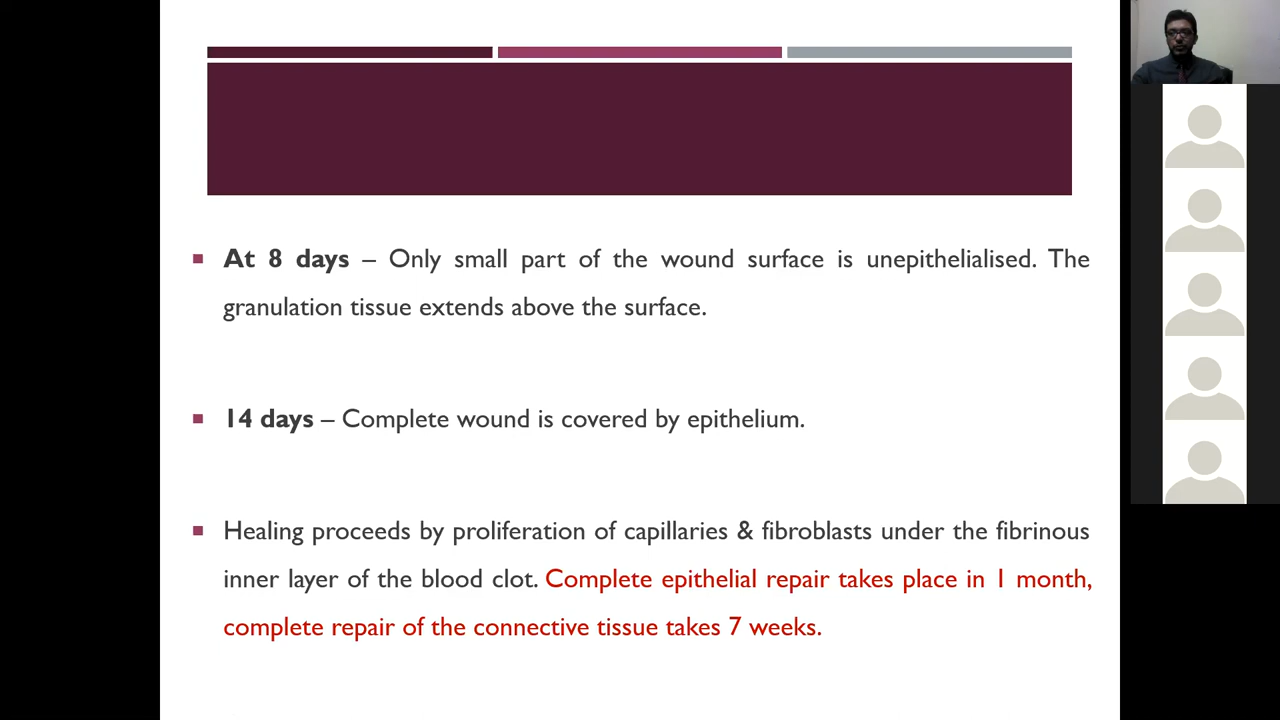 At 8 days – Only small part of the wound surface is unepithelialised. The
granulation tissue extends above the surface.
14 days – Complete wound is covered by epithelium.
Healing proceeds by proliferation of capillaries & fibroblasts under the fibrinous
inner layer of the blood clot. Complete epithelial repair takes place in 1 month,
complete repair of the connective tissue takes 7 weeks.